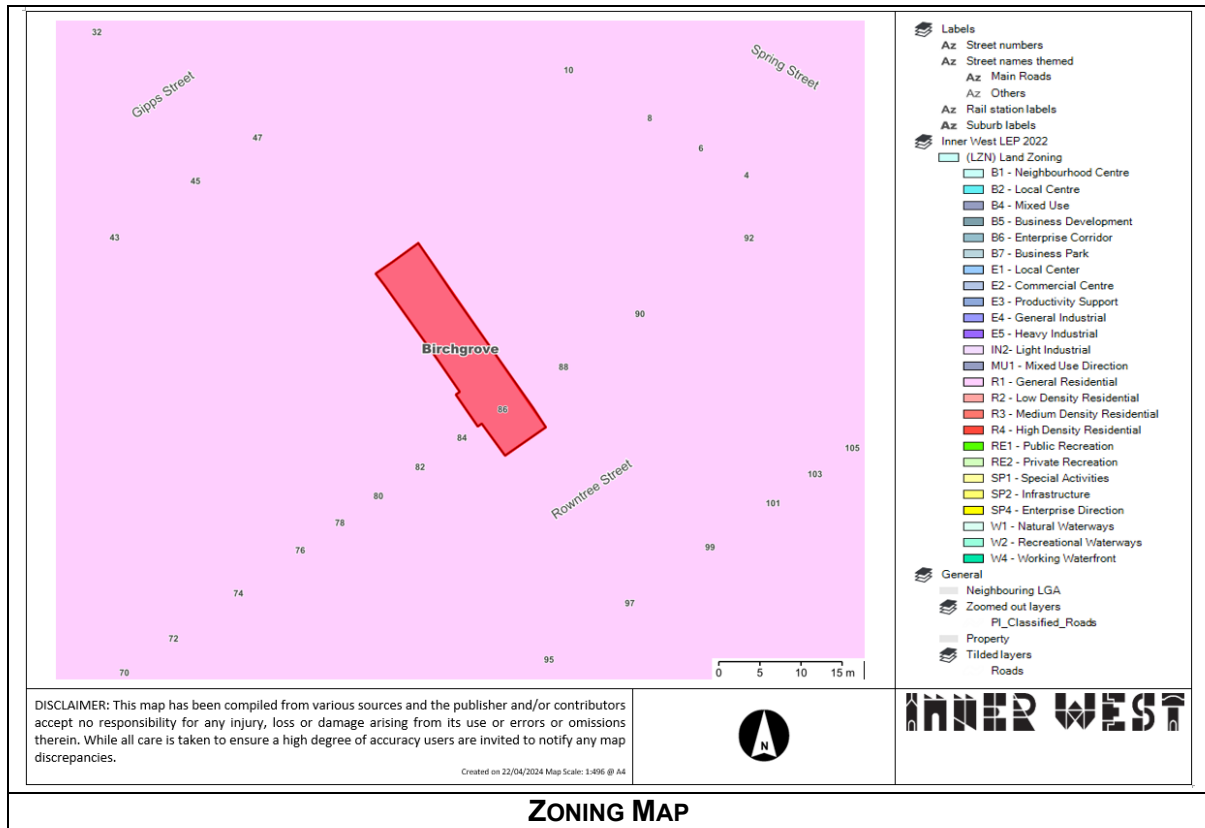 32
10
Spring Street
Gipps Street
8
47
6
4
45
43
92
90
Birchgrove
88
86
84
82
105
103
Rowntree Street
80
101
78
76
99
74
97
72
95
70
0 5 10 15 m
Labels
Az Street numbers
Az Street names themed
Az Main Roads
Az Others
Az Rail station labels
Az Suburb labels
Inner West LEP 2022
(LZN) Land Zoning
B1 - Neighbourhood Centre
B2 - Local Centre
B4 - Mixed Use
B5 - Business Development
B6 - Enterprise Corridor
B7 - Business Park
E1 - Local Center
E2 - Commercial Centre
E3 - Productivity Support
E4 - General Industrial
E5 - Heavy Industrial
IN2- Light Industrial
MU1 - Mixed Use Direction
R1 - General Residential
R2 - Low Density Residential
R3 - Medium Density Residential
R4 - High Density Residential
RE1 - Public Recreation
RE2 - Private Recreation
SP1 - Special Activities
SP2 - Infrastructure
SP4 - Enterprise Direction
W1 - Natural Waterways
W2 - Recreational Waterways
W4 - Working Waterfront
General
Neighbouring LGA
Zoomed out layers
PI_Classified_Roads
Property
Tilded layers
Roads
DISCLAIMER: This map has been compiled from various sources and the publisher and/or contributors
accept no responsibility for any injury, loss or damage arising from its use or errors or omissions
therein. While all care is taken to ensure a high degree of accuracy users are invited to notify any map
discrepancies.
Created on 22/04/2024 Map Scale: 1:496 @ A4
N
INNER WEST
ZONING MAP